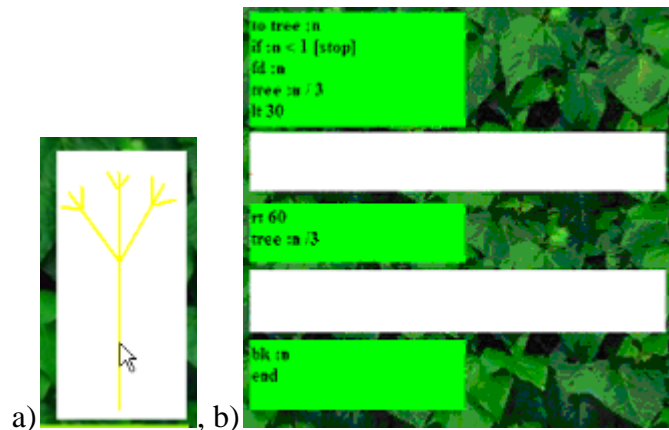 to tree :n
if :n < 1 [stop]
fd :n
tree :n / 3
lt 30
rt 60
tree :n /3
bk :n
end
a) , b)